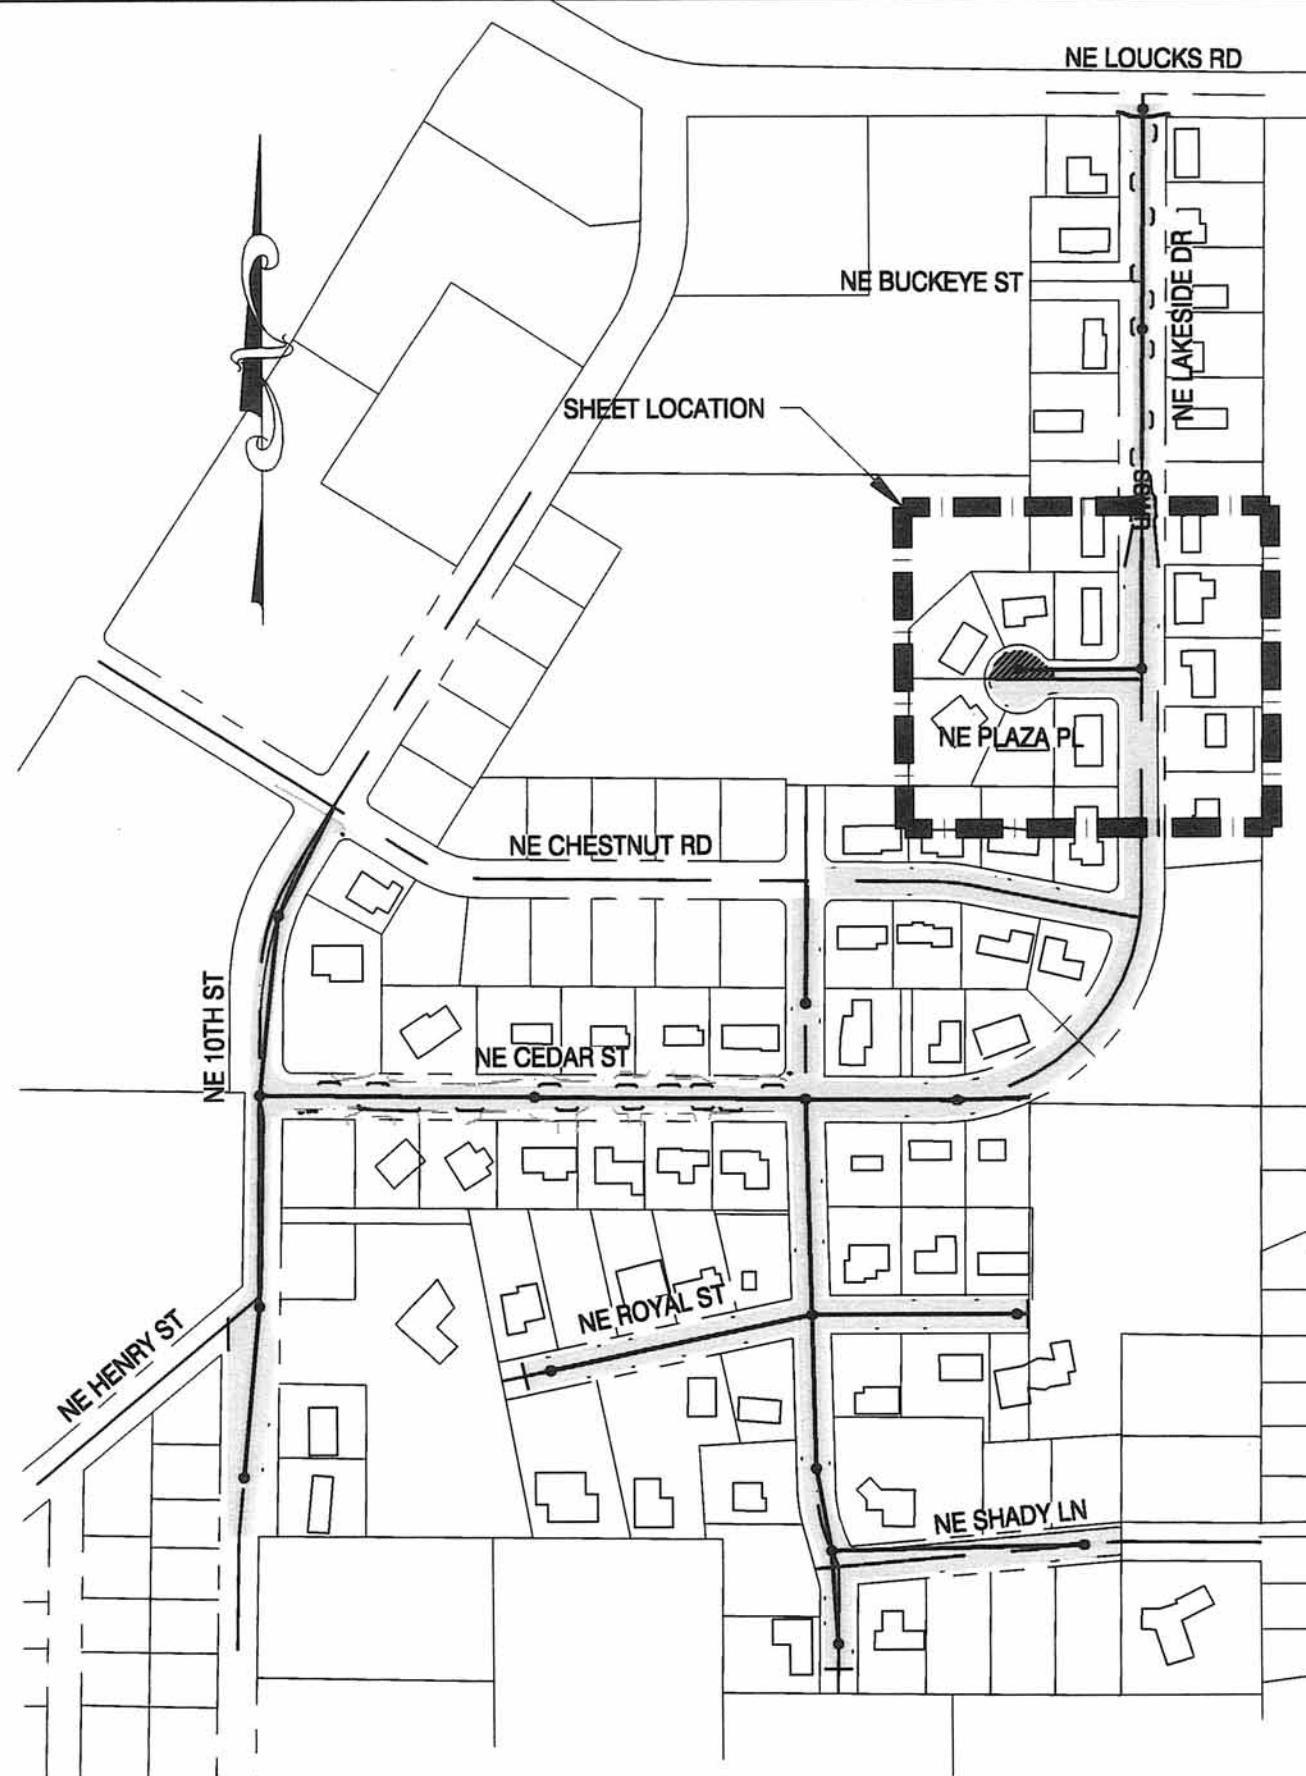 NE LOUCKS RD
NE LAKESIDE DR
NE BUCKEYE ST
SHEET LOCATION
NE PLAZA PL
NE CHESTNUT RD
NE 10TH ST
NE CEDAR ST
NE ROYAL ST
NE HENRY ST
NE SHADY LN